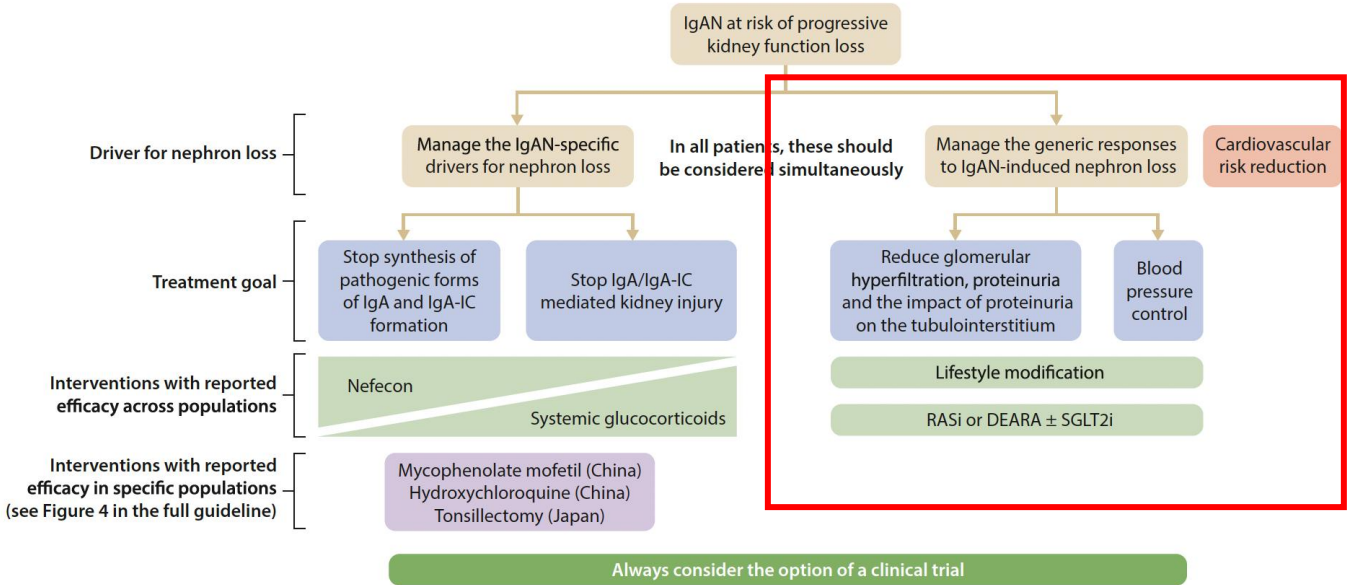 IgAN at risk of progressive
kidney function loss
Driver for nephron loss
Manage the IgAN-specific
drivers for nephron loss
In all patients, these should
be considered simultaneously
Manage the generic responses
to IgAN-induced nephron loss
Cardiovascular
risk reduction
Treatment goal
Stop synthesis of
pathogenic forms
of IgA and IgA-IC
formation
Stop IgA/IgA-IC
mediated kidney injury
Reduce glomerular
hyperfiltration, proteinuria
and the impact of proteinuria
on the tubulointerstitium
Blood
pressure
control
Interventions with reported
efficacy across populations
Nefecon
Systemic glucocorticoids
Lifestyle modification
RASi or DEARA ± SGLT2i
Interventions with reported
efficacy in specific populations
(see Figure 4 in the full guideline)
Mycophenolate mofetil (China)
Hydroxychloroquine (China)
Tonsillectomy (Japan)
Always consider the option of a clinical trial